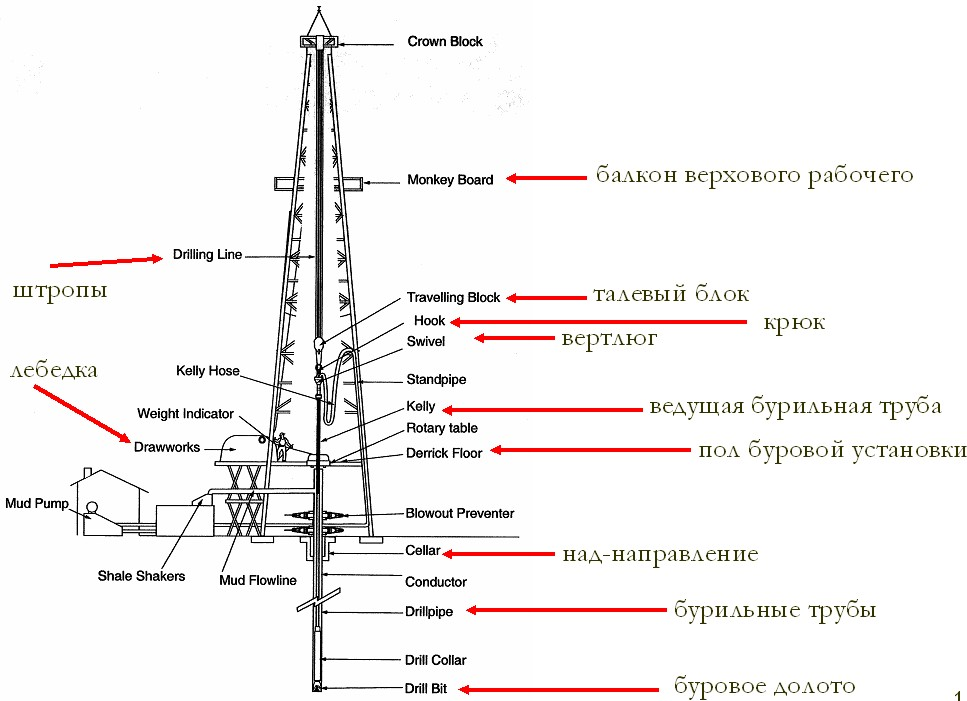 Crown Block
Monkey Board
балкон верхового рабочего
Drilling Line
штропы
Travelling Block
талевый блок
Hook
крюк
Swivel
вертлюг
лебедка
Kelly Hose
Standpipe
Weight Indicator
Kelly
ведущая бурильная труба
Rotary table
Drawworks
Derrick Floor
пол буровой установки
Mud Pump
Blowout Preventer
Cellar
над-направление
Shale Shakers
Mud Flowline
Conductor
Drillpipe
бурильные трубы
Drill Collar
Drill Bit
буровое долото
1